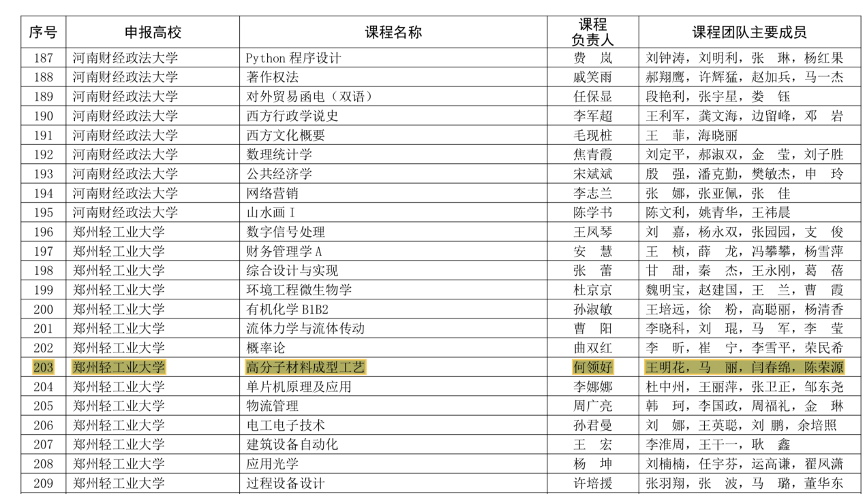 序号 申报高校 课程名称 课程负责人 课程团队主要成员
187 河南财经政法大学 Python 程序设计 费 岚 刘钟涛，刘明利，张 琳，杨红果
188 河南财经政法大学 著作权法 戚笑雨 郝翔鹰，许辉猛，赵加兵，马一杰
189 河南财经政法大学 对外贸易函电（双语） 任保显 段艳利，张宇星，娄 钰
190 河南财经政法大学 西方行政学说史 李军超 王利军，龚文海，边留峰，邓 岩
191 河南财经政法大学 西方文化概要 毛现桩 王 菲，海晓丽
192 河南财经政法大学 数理统计学 焦青霞 刘定平，郝淑双，金 莹，刘子胜
193 河南财经政法大学 公共经济学 宋斌斌 殷 强，潘克勤，樊敏杰，申 玲
194 河南财经政法大学 网络营销 李志兰 张 娜，张亚佩，张 佳
195 河南财经政法大学 山水画 I 陈学书 陈文利，姚青华，王祎晨
196 郑州轻工业大学 数字信号处理 王凤琴 刘 嘉，杨永双，张园园，支 俊
197 郑州轻工业大学 财务管理学 A 安 慧 王 桢，薛 龙，冯攀攀，杨雪萍
198 郑州轻工业大学 综合设计与实现 张 蕾 甘 甜，秦 杰，王永刚，葛 蓓
199 郑州轻工业大学 环境工程微生物学 杜京京 魏明宝，赵建国，王 兰，曹 霞
200 郑州轻工业大学 有机化学 B1B2 孙淑敏 王培远，徐 粉，高聪丽，杨清香
201 郑州轻工业大学 流体力学与流体传动 曹 阳 李晓科，刘 琨，马 军，李 莹
202 郑州轻工业大学 概率论 曲双红 李 昕，崔 宁，李雪平，荣民希
203 郑州轻工业大学 高分子材料成型工艺 何领好 王明花，马 丽，闫春绵，陈荣源
204 郑州轻工业大学 单片机原理及应用 李娜娜 杜中州，王丽萍，张卫正，邹东尧
205 郑州轻工业大学 物流管理 周广亮 韩 珂，李国政，周福礼，金 琳
206 郑州轻工业大学 电工电子技术 孙君曼 刘 娜，王英聪，刘 鹏，余培照
207 郑州轻工业大学 建筑设备自动化 王 宏 李淮周，王干一，耿 鑫
208 郑州轻工业大学 应用光学 杨 坤 刘楠楠，任宇芬，运高谦，翟凤潇
209 郑州轻工业大学 过程设备设计 许培援 张羽翔，张 波，马 璐，董华东